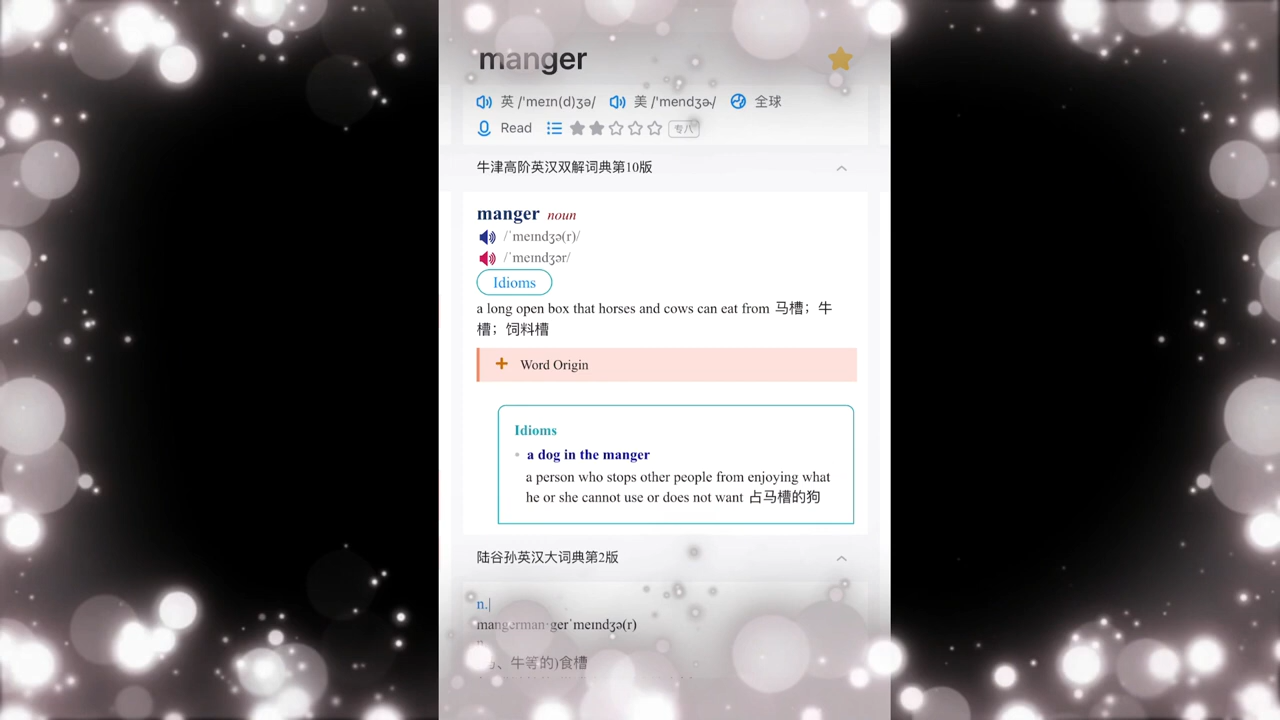 manger
英 /'meɪn(d)ʒə/ 美 /'mendʒɚ/ 全球
Read 专八
牛津高阶英汉双解词典第10版
manger noun
/ˈmeɪndʒə(r)/
/ˈmeɪndʒər/
Idioms
a long open box that horses and cows can eat from 马槽；牛
槽；饲料槽
+ Word Origin
Idioms
a dog in the manger
a person who stops other people from enjoying what
he or she cannot use or does not want 占马槽的狗
陆谷孙英汉大词典第2版
n.|
mangerman·gerˈmeındʒə(r)
n.
、牛等的)食槽